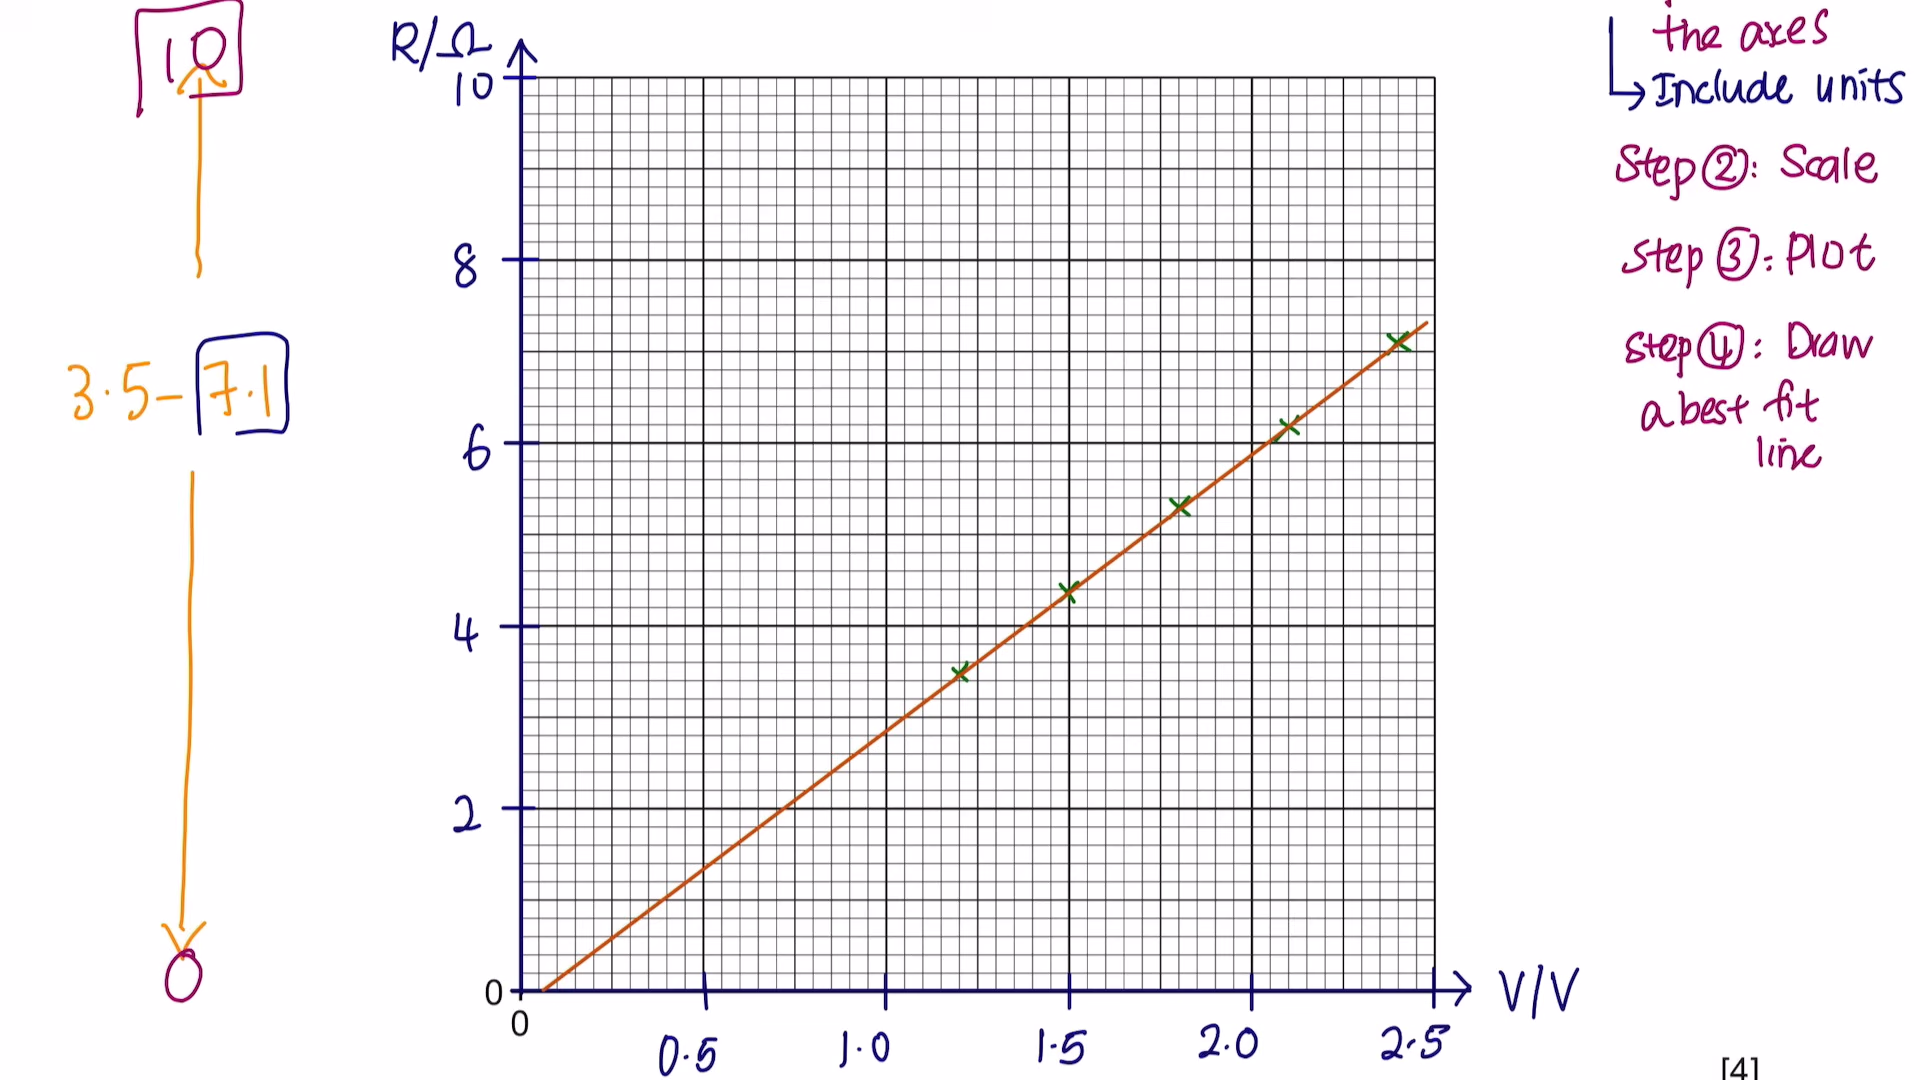 10
3.5–7.1
0
R/Ω
10
8
6
4
2
0
0
0.5
1.0
1.5
2.0
2.5
V/V
the axes
↳Include units
Step ②: Scale
Step ③: Plot
Step ④: Draw
a best fit
line
[4]